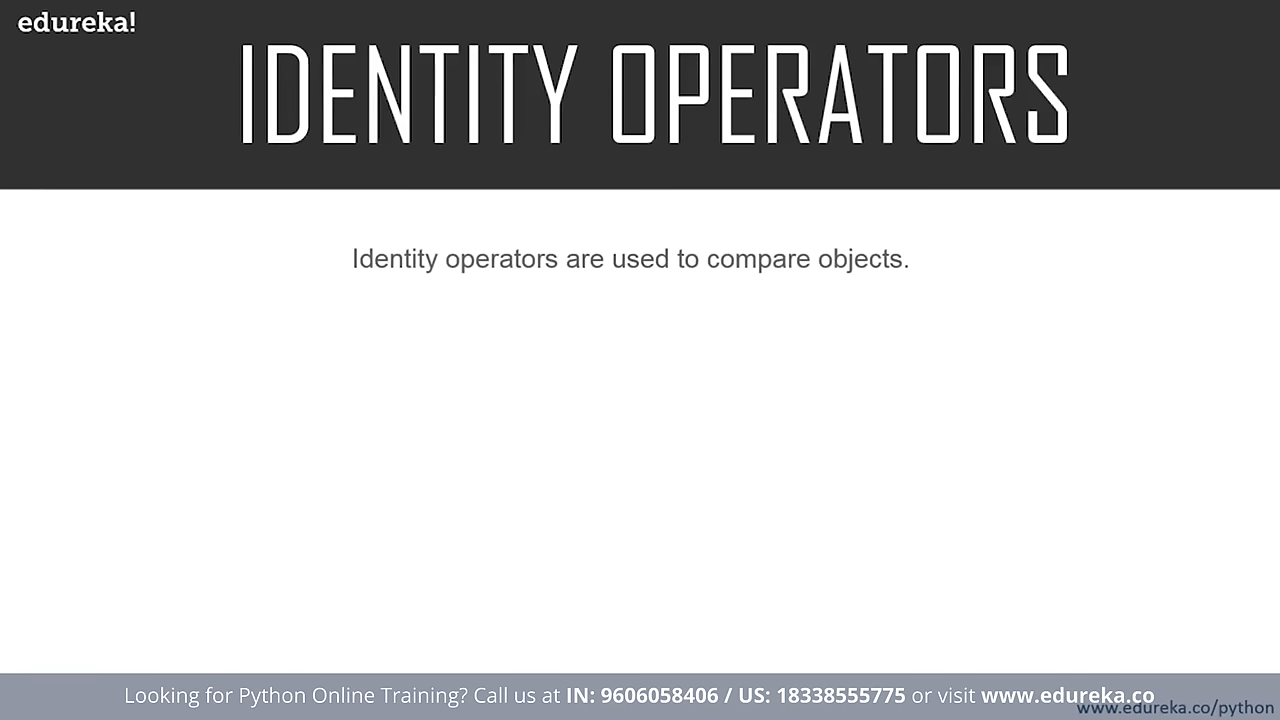 edureka!
IDENTITY OPERATORS
Identity operators are used to compare objects.
Looking for Python Online Training? Call us at IN: 9606058406 / US: 18338555775 or visit www.edureka.co
www.edureka.co/python